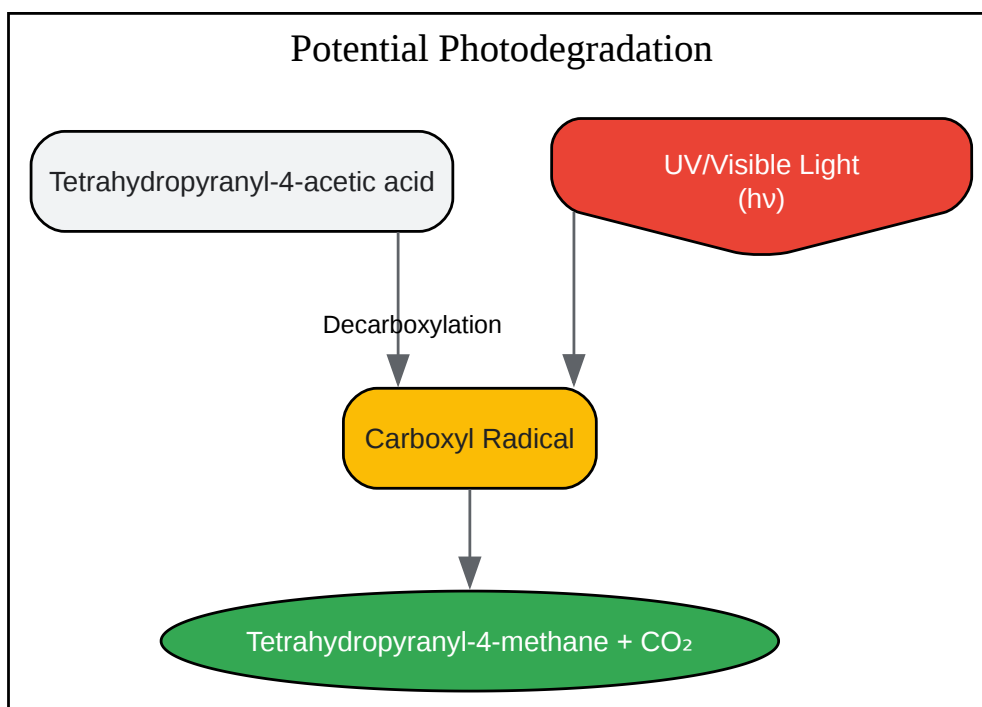 Potential Photodegradation
Tetrahydropyranyl-4-acetic acid
UV/Visible Light
(hν)
Decarboxylation
Carboxyl Radical
Tetrahydropyranyl-4-methane + CO₂